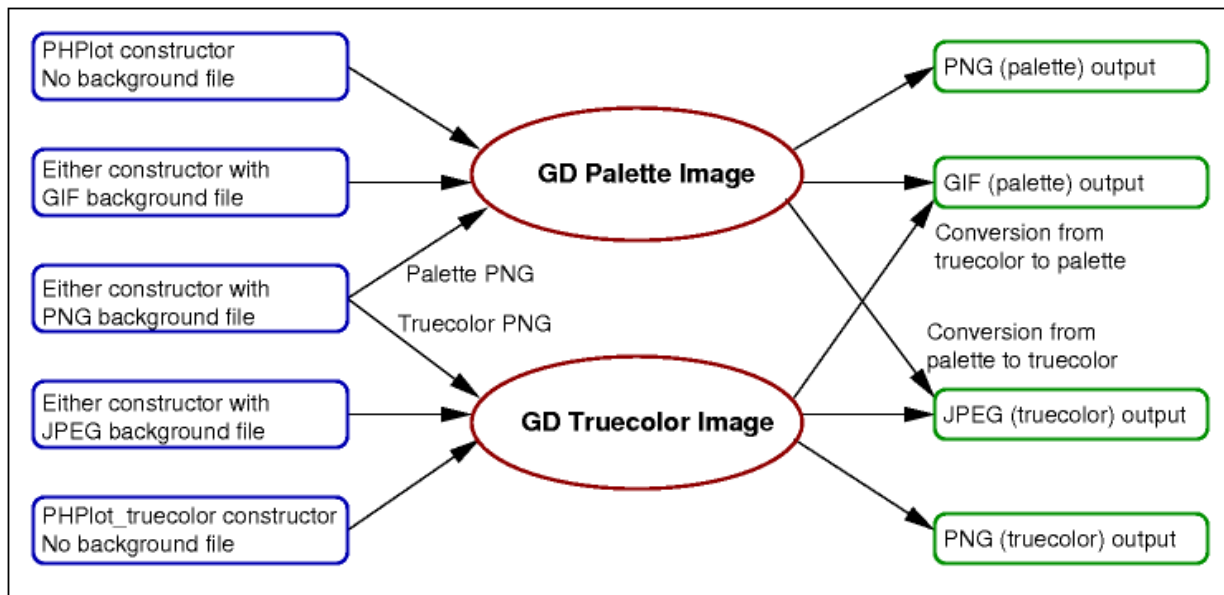 PHPlot constructor
No background file
Either constructor with
GIF background file
Either constructor with
PNG background file
Either constructor with
JPEG background file
PHPlot_truecolor constructor
No background file
Palette PNG
Truecolor PNG
GD Palette Image
GD Truecolor Image
PNG (palette) output
GIF (palette) output
Conversion from
truecolor to palette
Conversion from
palette to truecolor
JPEG (truecolor) output
PNG (truecolor) output